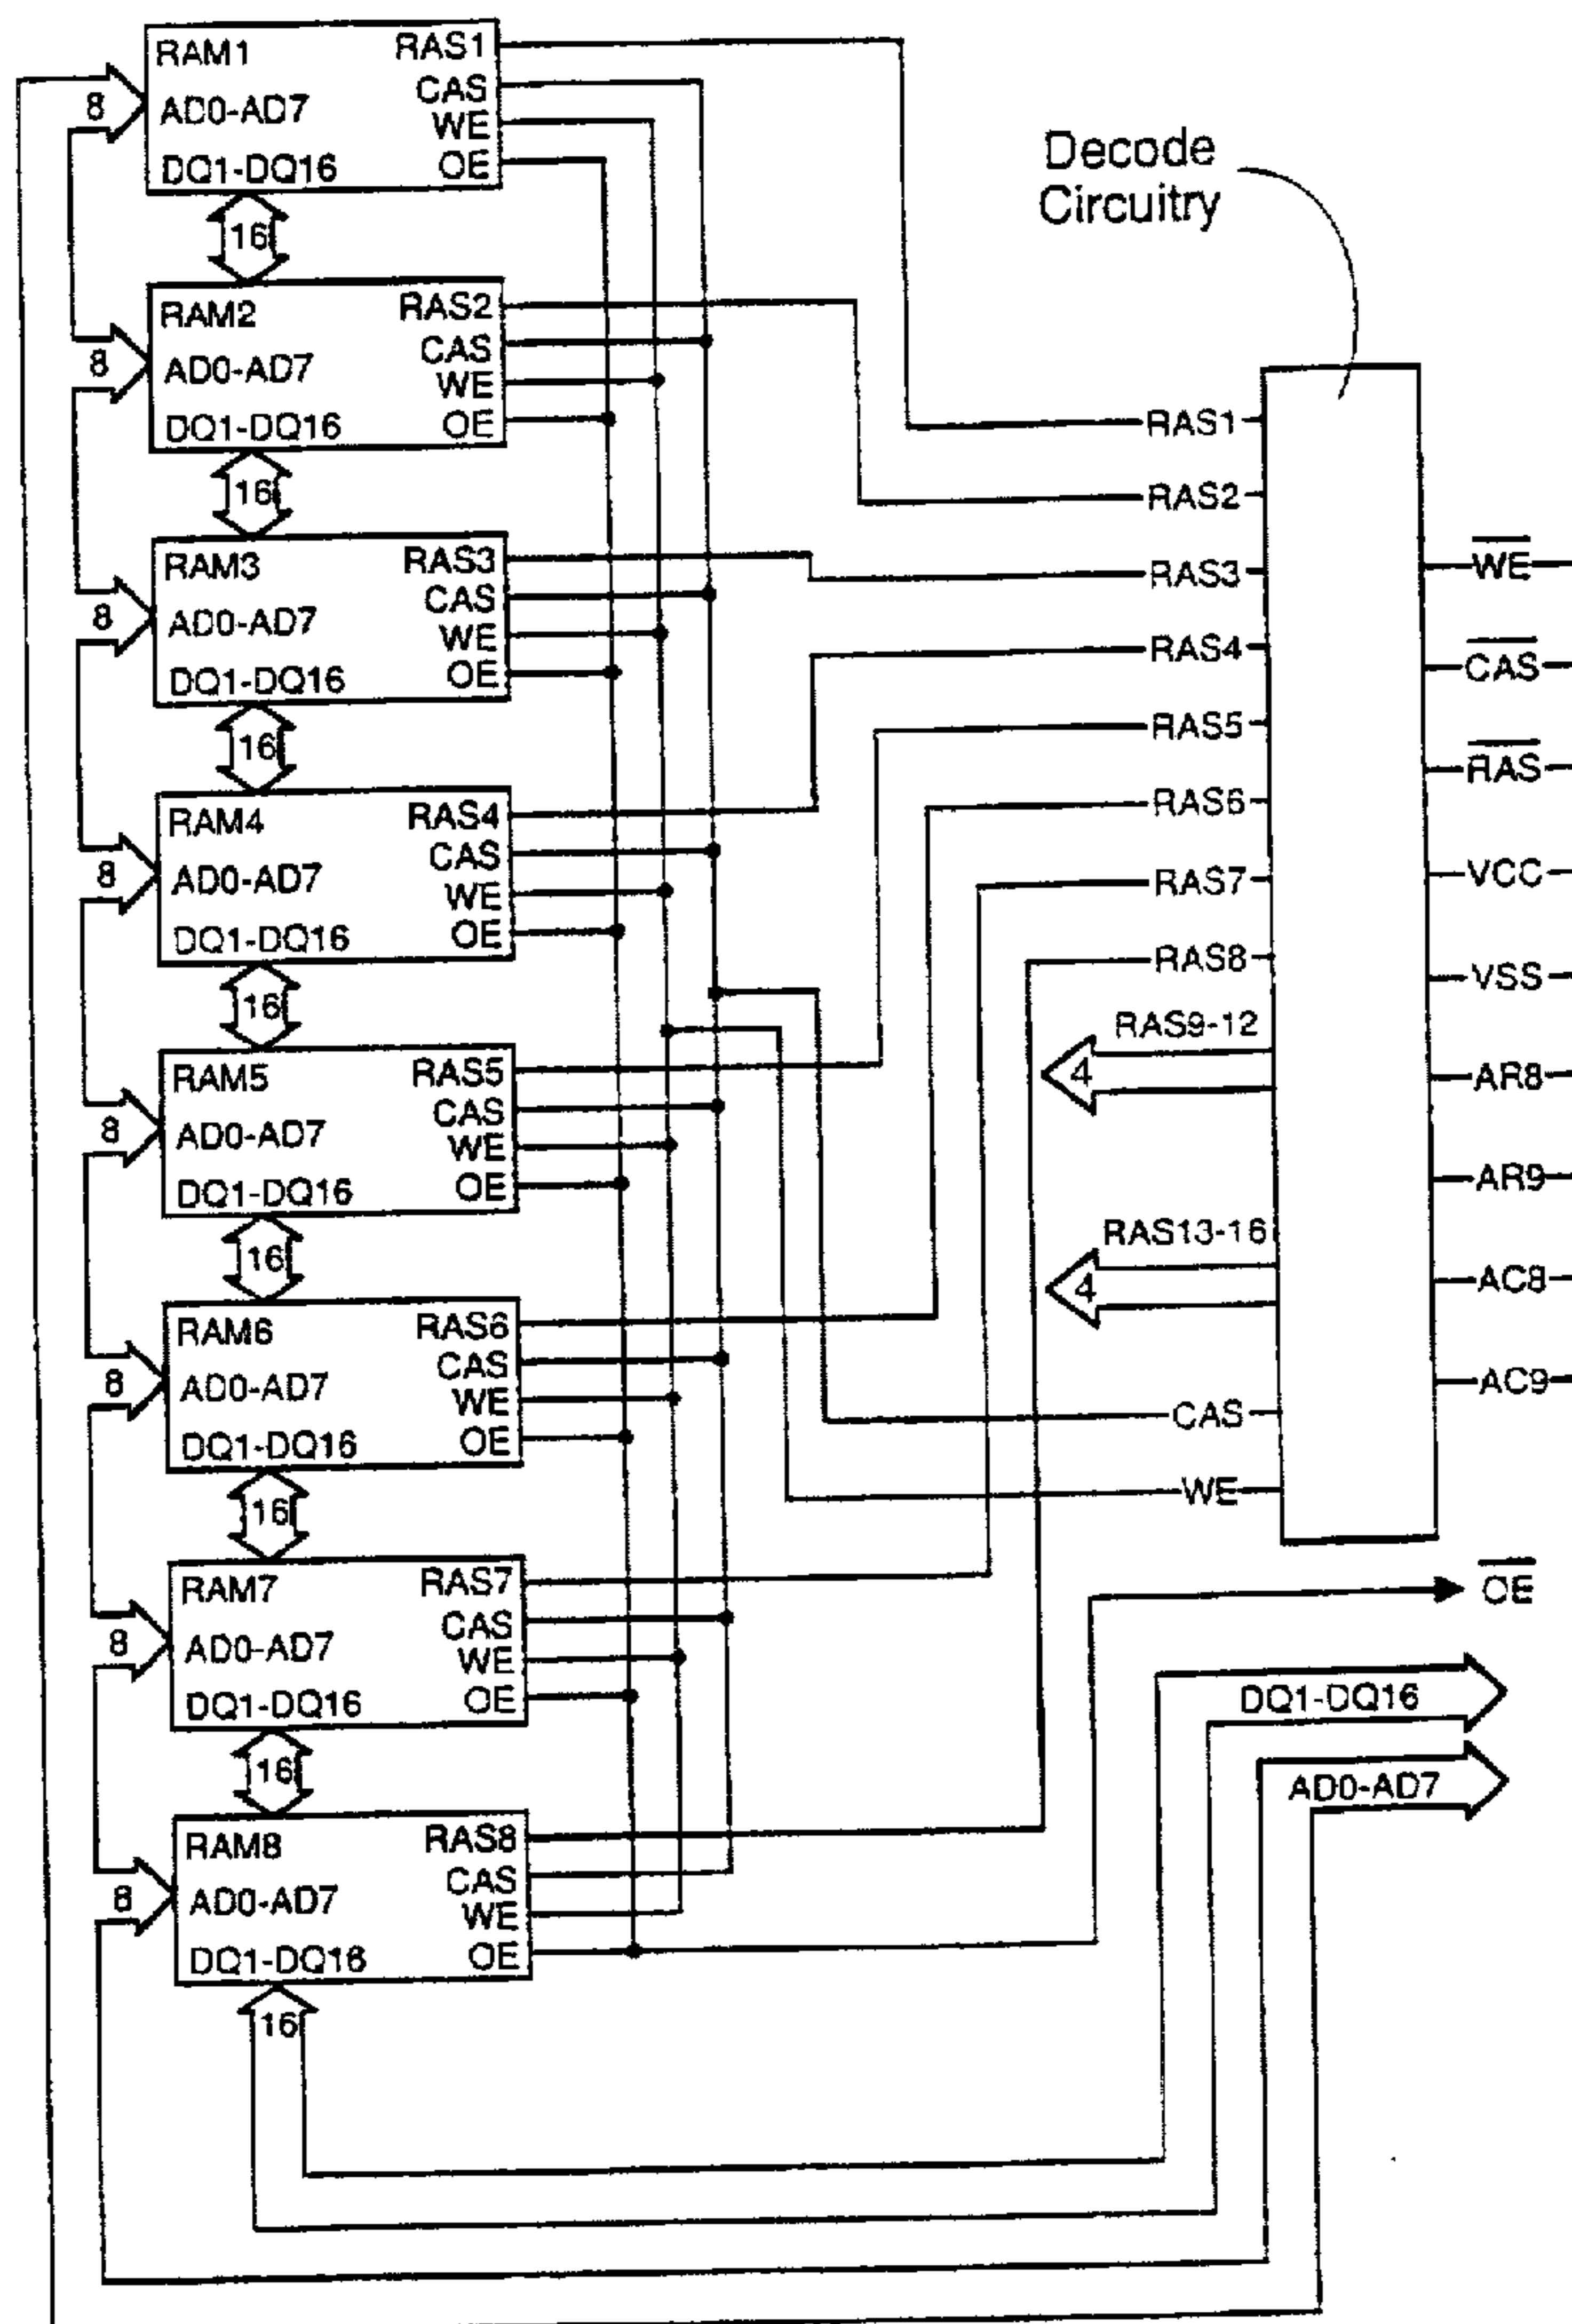 RAM1 RAS1
CAS
8 AD0-AD7
WE
DQ1-DQ16 OE
16
RAM2 RAS2
CAS
8 AD0-AD7
WE
DQ1-DQ16 OE
16
RAM3 RAS3
CAS
8 AD0-AD7
WE
DQ1-DQ16 OE
16
RAM4 RAS4
CAS
8 AD0-AD7
WE
DQ1-DQ16 OE
16
RAM5 RAS5
CAS
8 AD0-AD7
WE
DQ1-DQ16 OE
16
RAM6 RAS6
CAS
8 AD0-AD7
WE
DQ1-DQ16 OE
16
RAM7 RAS7
CAS
8 AD0-AD7
WE
DQ1-DQ16 OE
16
RAM8 RAS8
CAS
8 AD0-AD7
WE
DQ1-DQ16 OE
16
Decode
Circuitry
RAS1
RAS2
RAS3
RAS4
RAS5
RAS6
RAS7
RAS8
RAS9-12
4
RAS13-16
4
CAS
WE
W̅E̅
C̅A̅S̅
R̅A̅S̅
VCC
VSS
AR8
AR9
AC8
AC9
O̅E̅
DQ1-DQ16
AD0-AD7